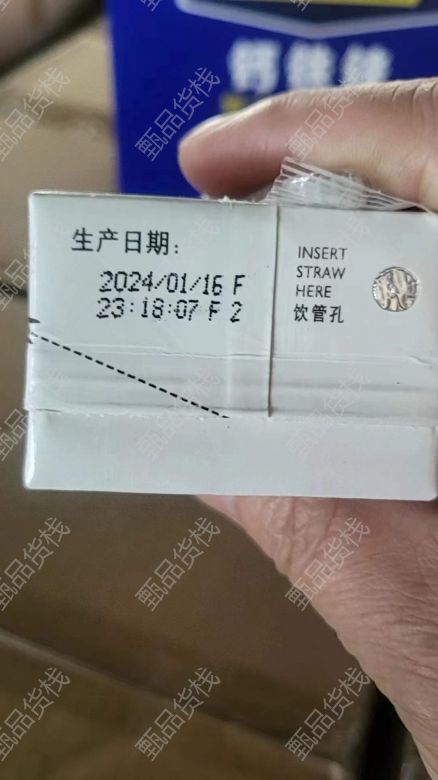 钙铁锌
生产日期:
2024/01/16 F
23:18:07 F 2
INSERT
STRAW
HERE
饮管孔
甄品货栈